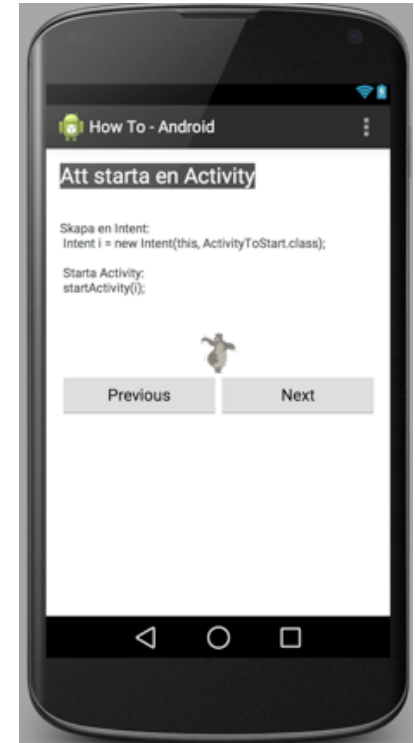 How To - Android
Att starta en Activity
Skapa en Intent:
Intent i = new Intent(this, ActivityToStart.class);
Starta Activity:
startActivity(i);
Previous Next